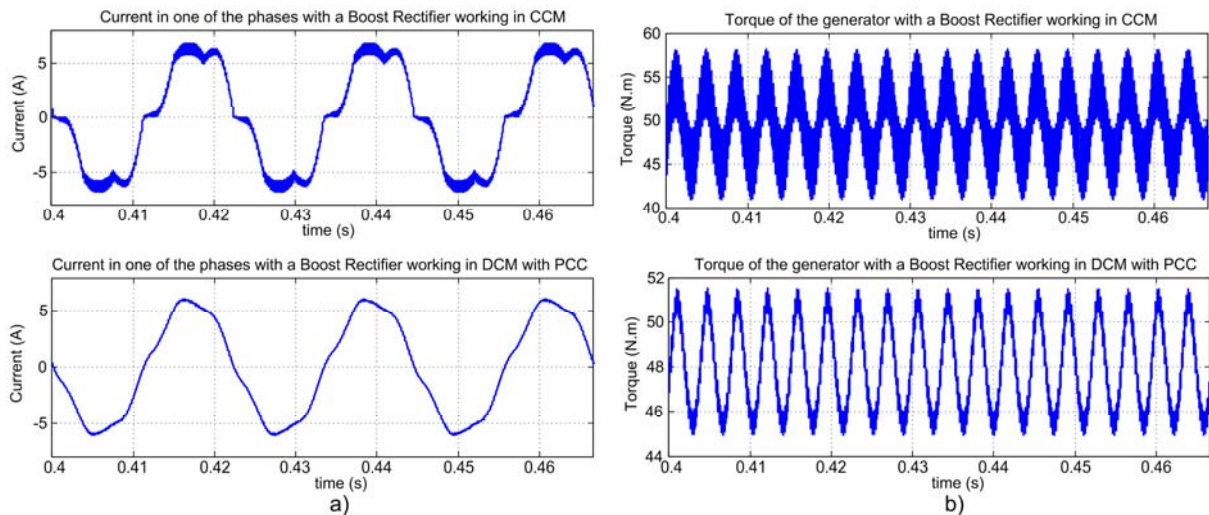 Current in one of the phases with a Boost Rectifier working in CCM
Current (A)
5
0
-5
0.4 0.41 0.42 0.43 0.44 0.45 0.46
time (s)
Torque of the generator with a Boost Rectifier working in CCM
Torque (N.m)
60
55
50
45
40
0.4 0.41 0.42 0.43 0.44 0.45 0.46
time (s)
Current in one of the phases with a Boost Rectifier working in DCM with PCC
Current (A)
5
0
-5
0.4 0.41 0.42 0.43 0.44 0.45 0.46
time (s)
a)
Torque of the generator with a Boost Rectifier working in DCM with PCC
Torque (N.m)
52
50
48
46
44
0.4 0.41 0.42 0.43 0.44 0.45 0.46
time (s)
b)